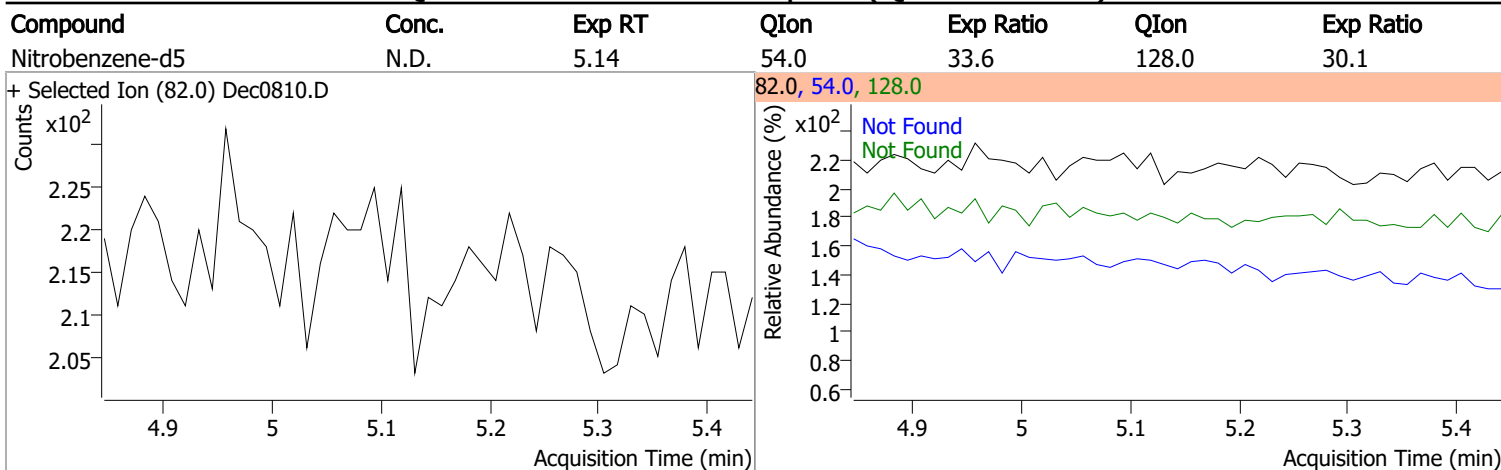 Compound Conc. Exp RT QIon Exp Ratio QIon Exp Ratio
Nitrobenzene-d5 N.D. 5.14 54.0 33.6 128.0 30.1
+ Selected Ion (82.0) Dec0810.D
Counts
x10²
2.25
2.2
2.15
2.1
2.05
4.9 5 5.1 5.2 5.3 5.4
Acquisition Time (min)
82.0, 54.0, 128.0
Relative Abundance (%)
x10²
Not Found
Not Found
2.2
2
1.8
1.6
1.4
1.2
1
0.8
0.6
4.9 5 5.1 5.2 5.3 5.4
Acquisition Time (min)